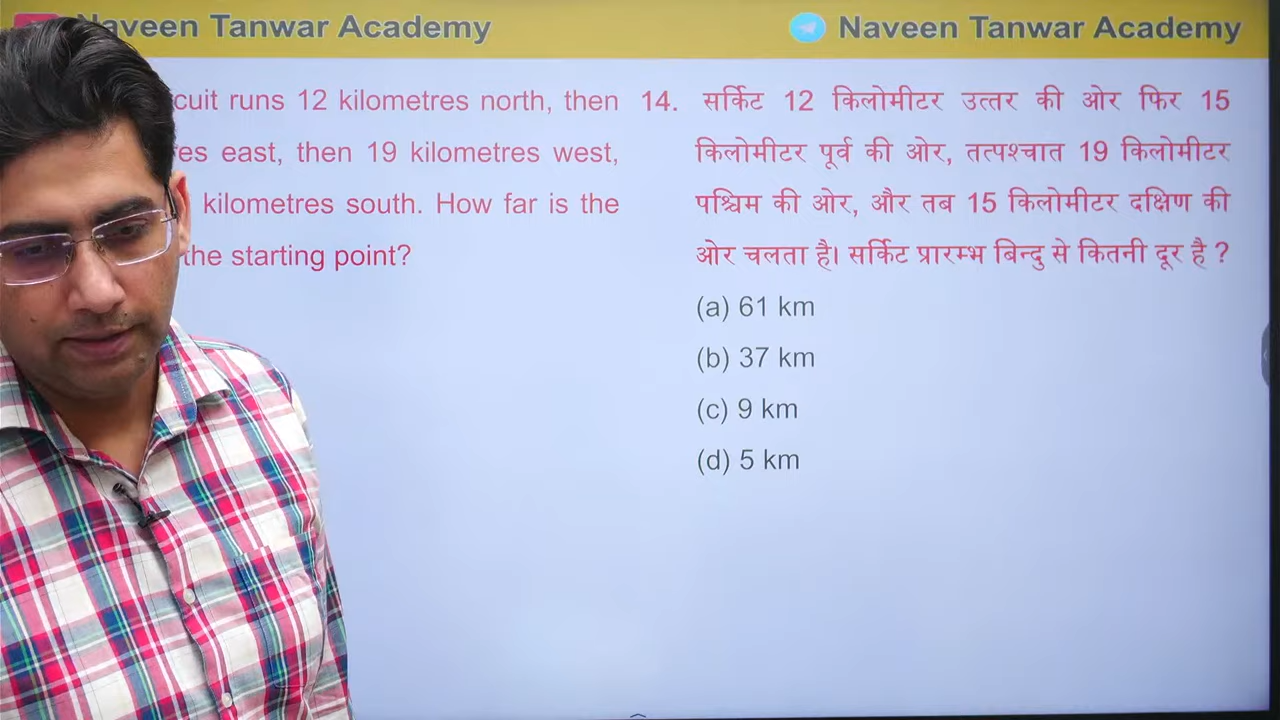 Naveen Tanwar Academy
Naveen Tanwar Academy
cuit runs 12 kilometres north, then
es east, then 19 kilometres west,
kilometres south. How far is the
the starting point?
14. सर्किट 12 किलोमीटर उत्तर की ओर फिर 15
किलोमीटर पूर्व की ओर, तत्पश्चात 19 किलोमीटर
पश्चिम की ओर, और तब 15 किलोमीटर दक्षिण की
ओर चलता है। सर्किट प्रारम्भ बिन्दु से कितनी दूर है ?
(a) 61 km
(b) 37 km
(c) 9 km
(d) 5 km